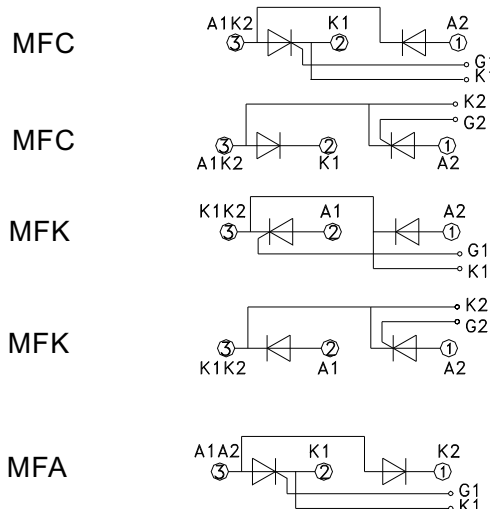 A1K2 K1 A2
MFC 3 2 1
G1
K1
K2
G2
MFC 3 2 1
A1K2 K1 A2
K1K2 A1 A2
MFK 3 2 1
G1
K1
K2
G2
MFK 3 2 1
K1K2 A1 A2
A1A2 K1 K2
MFA 3 2 1
G1
K1